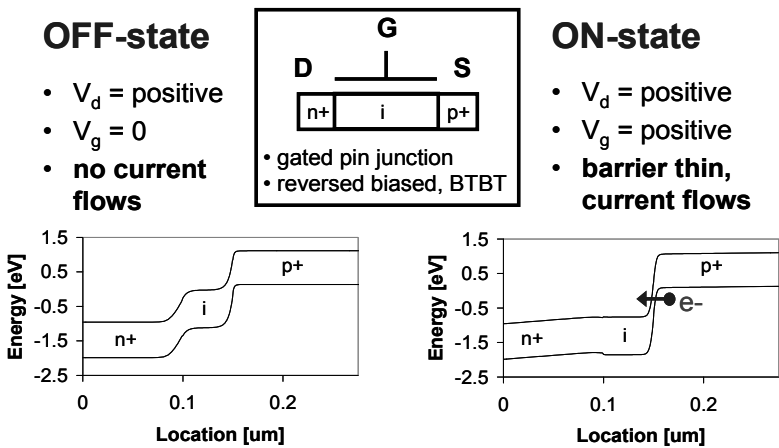 OFF-state
• V_d = positive
• V_g = 0
• no current
flows
G
D S
n+ i p+
• gated pin junction
• reversed biased, BTBT
ON-state
• V_d = positive
• V_g = positive
• barrier thin,
current flows
Energy [eV]
1.5
0.5
-0.5
-1.5
-2.5
n+
i
p+
0 0.1 0.2
Location [um]
Energy [eV]
1.5
0.5
-0.5
-1.5
-2.5
n+
i
p+
e-
0 0.1 0.2
Location [um]